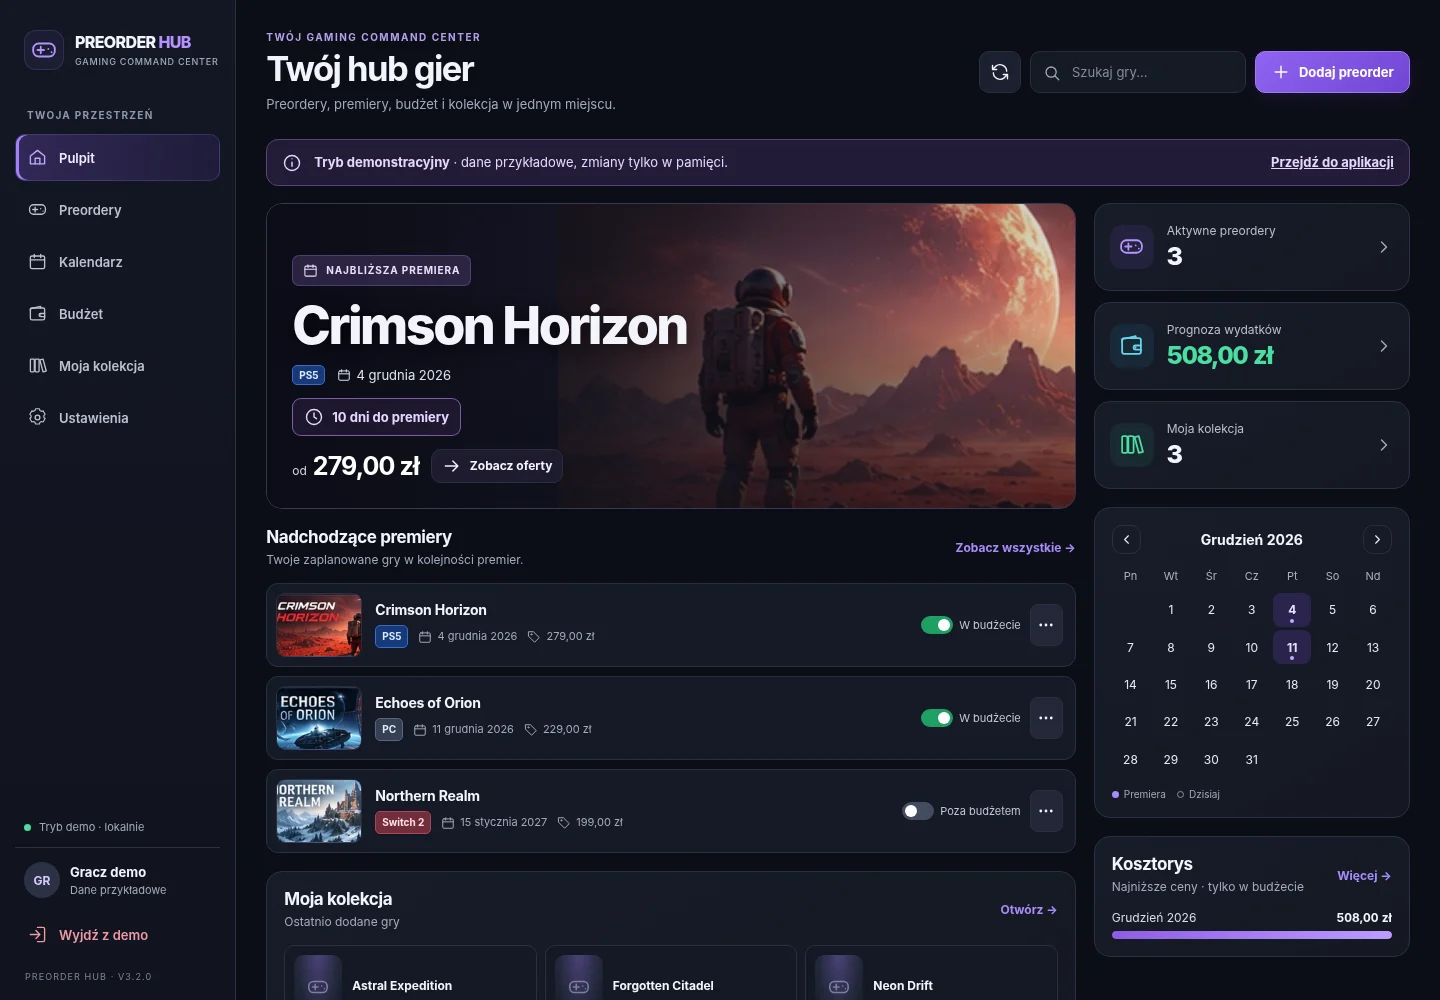 PREORDER HUB
GAMING COMMAND CENTER
TWOJA PRZESTRZEŃ
Pulpit
Preordery
Kalendarz
Budżet
Moja kolekcja
Ustawienia
Tryb demo · lokalnie
GR
Gracz demo
Dane przykładowe
Wyjdź z demo
PREORDER HUB · V3.2.0
TWÓJ GAMING COMMAND CENTER
Twój hub gier
Preordery, premiery, budżet i kolekcja w jednym miejscu.
Szukaj gry...
Dodaj preorder
Tryb demonstracyjny · dane przykładowe, zmiany tylko w pamięci.
Przejdź do aplikacji
NAJBLIŻSZA PREMIERA
Crimson Horizon
PS5 4 grudnia 2026
10 dni do premiery
od 279,00 zł
Zobacz oferty
Nadchodzące premiery
Twoje zaplanowane gry w kolejności premier.
Zobacz wszystkie →
CRIMSON
HORIZON
Crimson Horizon
PS5 4 grudnia 2026 279,00 zł
W budżecie
ECHOES
OF ORION
Echoes of Orion
PC 11 grudnia 2026 229,00 zł
W budżecie
ORTHERN
REALM
Northern Realm
Switch 2 15 stycznia 2027 199,00 zł
Poza budżetem
Moja kolekcja
Ostatnio dodane gry
Otwórz →
Astral Expedition
Forgotten Citadel
Neon Drift
Aktywne preordery
3
Prognoza wydatków
508,00 zł
Moja kolekcja
3
Grudzień 2026
Pn Wt Śr Cz Pt So Nd
1 2 3 4 5 6
7 8 9 10 11 12 13
14 15 16 17 18 19 20
21 22 23 24 25 26 27
28 29 30 31
Premiera Dzisiaj
Kosztorys
Najniższe ceny · tylko w budżecie
Więcej →
Grudzień 2026 508,00 zł